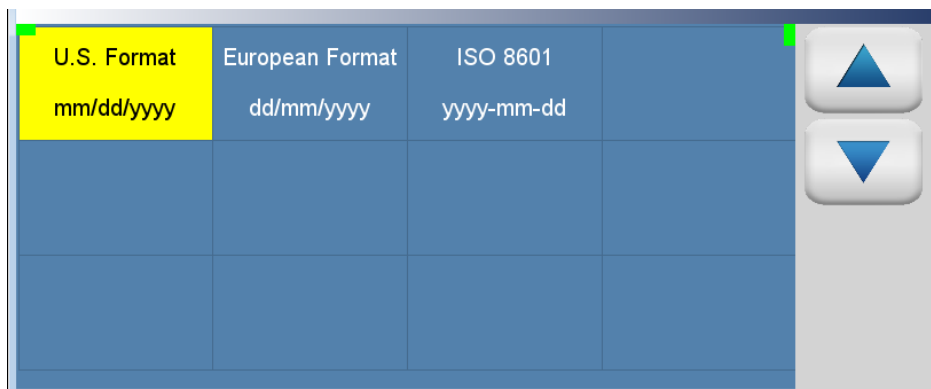 U.S. Format
mm/dd/yyyy
European Format
dd/mm/yyyy
ISO 8601
yyyy-mm-dd